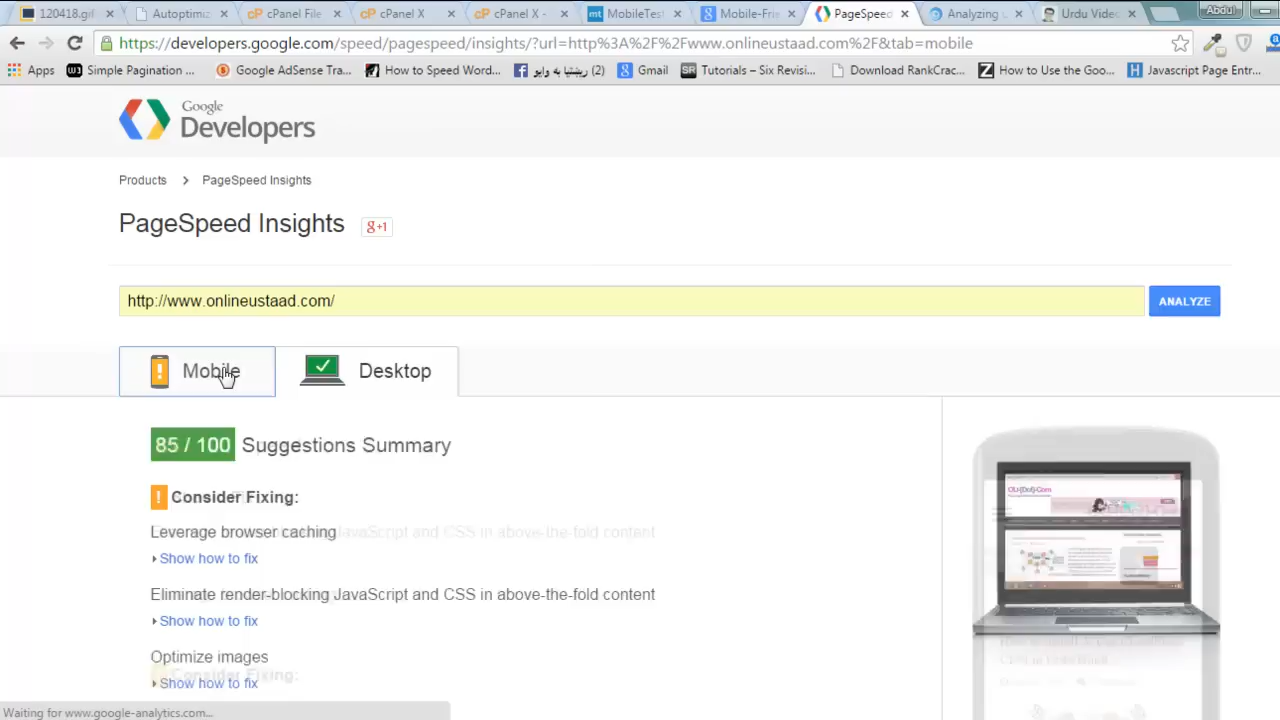 120418.gif
Autoptimiz
cPanel File
cPanel X
cPanel X -
MobileTest
Mobile-Frie
PageSpeed
Analyzing
Urdu Video
Abdul
https://developers.google.com/speed/pagespeed/insights/?url=http%3A%2F%2Fwww.onlineustaad.com%2F&tab=mobile
Apps
Simple Pagination ...
Google AdSense Tra...
How to Speed Word...
(2)
Gmail
Tutorials – Six Revisi...
Download RankCrac...
How to Use the Goo...
Javascript Page Entr...
Google
Developers
Products
PageSpeed Insights
PageSpeed Insights
g+1
http://www.onlineustaad.com/
ANALYZE
Mobile
Desktop
85 / 100 Suggestions Summary
! Consider Fixing:
Leverage browser caching
Show how to fix
Eliminate render-blocking JavaScript and CSS in above-the-fold content
Show how to fix
Optimize images
Consider Fixing:
Show how to fix
Waiting for www.google-analytics.com...